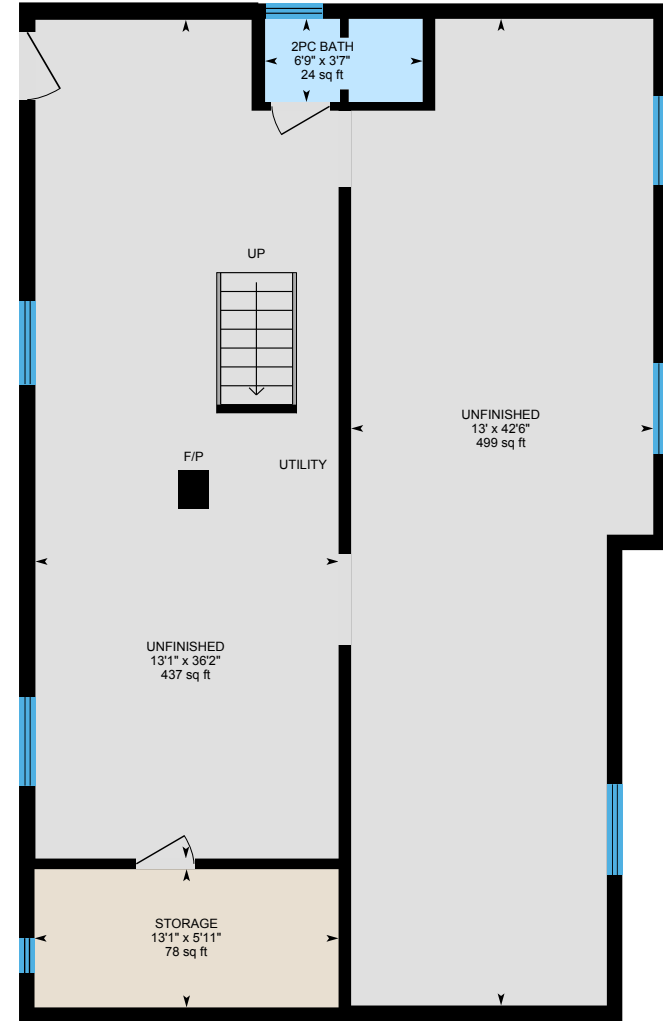 2PC BATH
6'9" x 3'7"
24 sq ft
UP
UNFINISHED
13' x 42'6"
499 sq ft
F/P
UTILITY
UNFINISHED
13'1" x 36'2"
437 sq ft
STORAGE
13'1" x 5'11"
78 sq ft